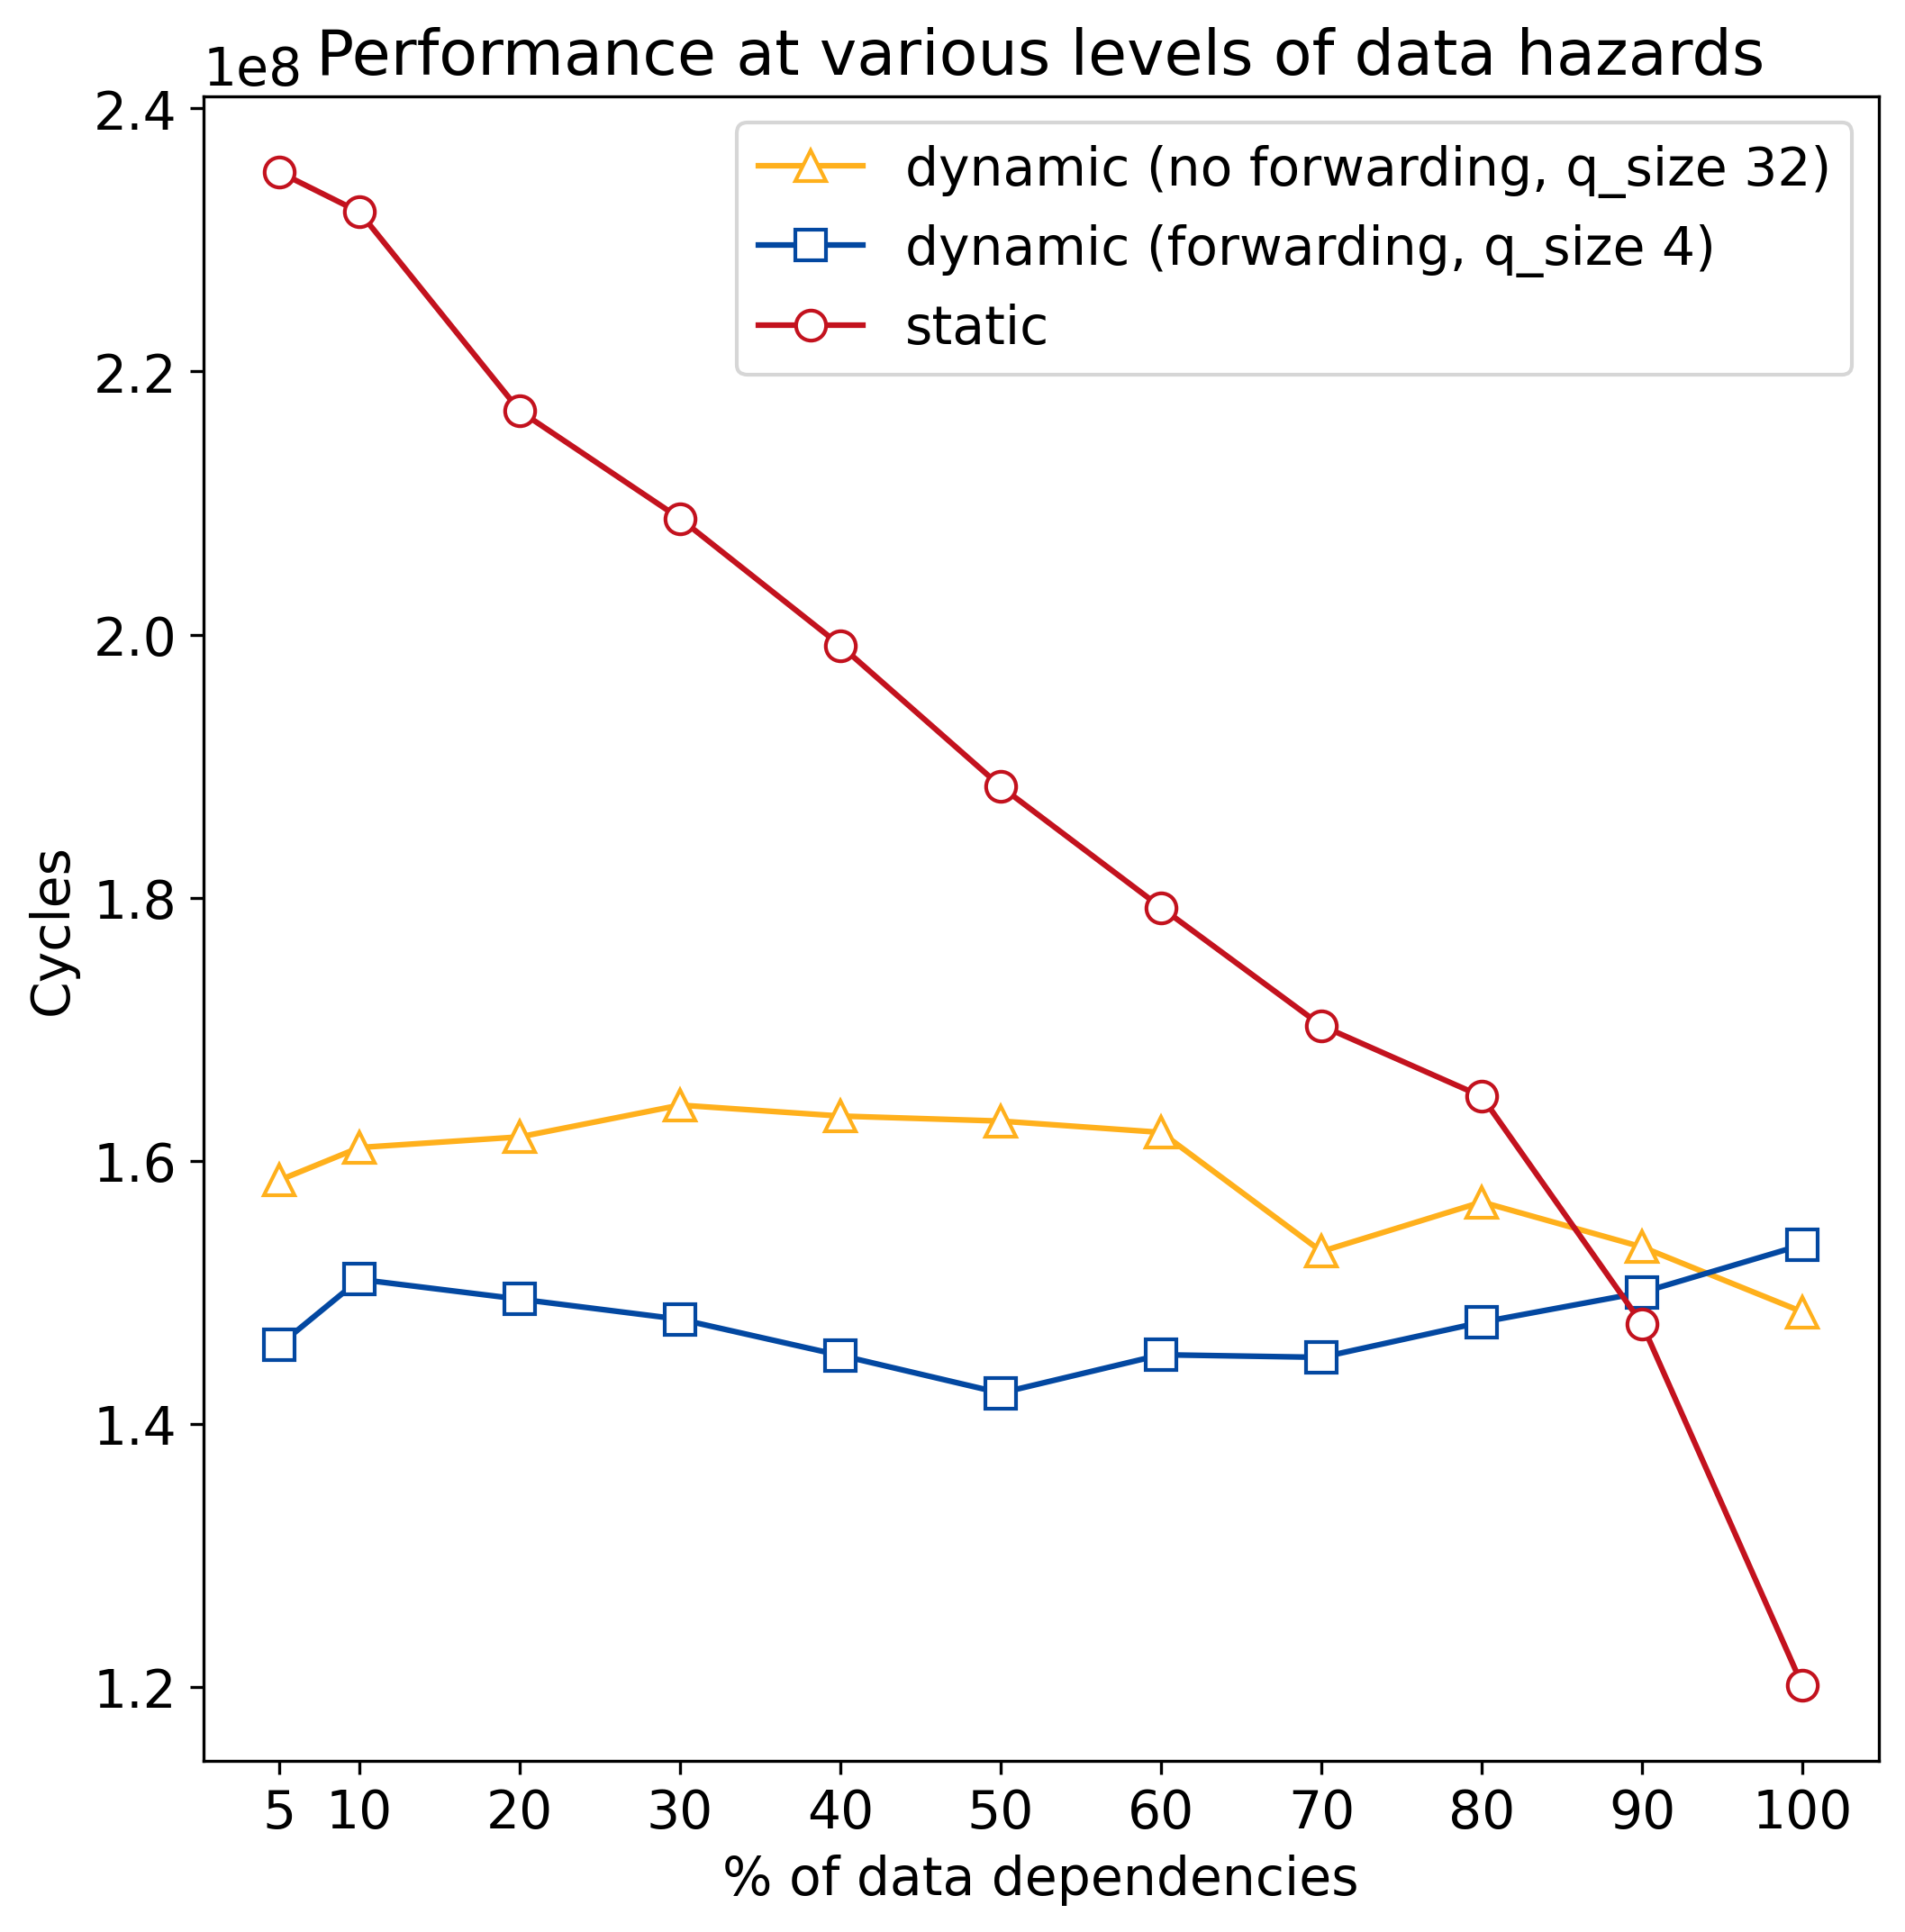 1e8 Performance at various levels of data hazards
dynamic (no forwarding, q_size 32)
dynamic (forwarding, q_size 4)
static
Cycles
2.4
2.2
2.0
1.8
1.6
1.4
1.2
5 10 20 30 40 50 60 70 80 90 100
% of data dependencies